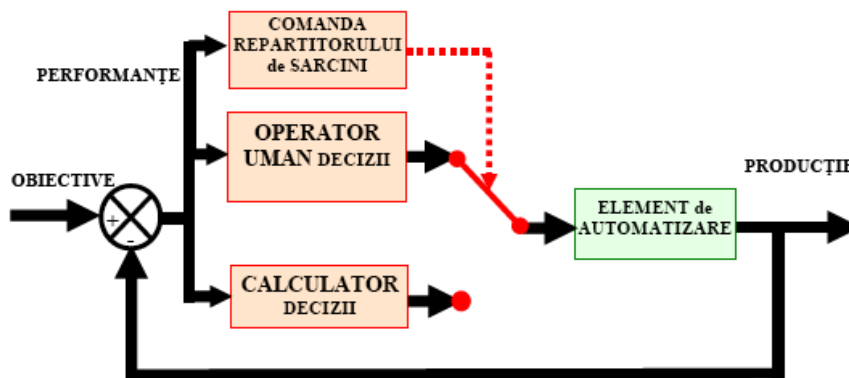 COMANDA
REPARTITORULUI
de SARCINI
PERFORMANȚE
OPERATOR
UMAN DECIZII
PRODUCȚIE
OBIECTIVE
+
-
ELEMENT de
AUTOMATIZARE
CALCULATOR
DECIZII